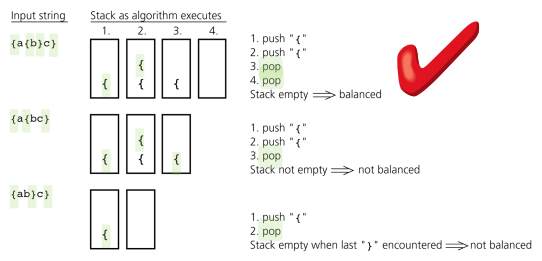 Input string
Stack as algorithm executes
1. 2. 3. 4.
{a{b}c}
{
{ { {
1. push "{"
2. push "{"
3. pop
4. pop
Stack empty ⟹ balanced
{a{bc}
{
{ { {
1. push "{"
2. push "{"
3. pop
Stack not empty ⟹ not balanced
{ab}c}
{
1. push "{"
2. pop
Stack empty when last "}" encountered ⟹ not balanced